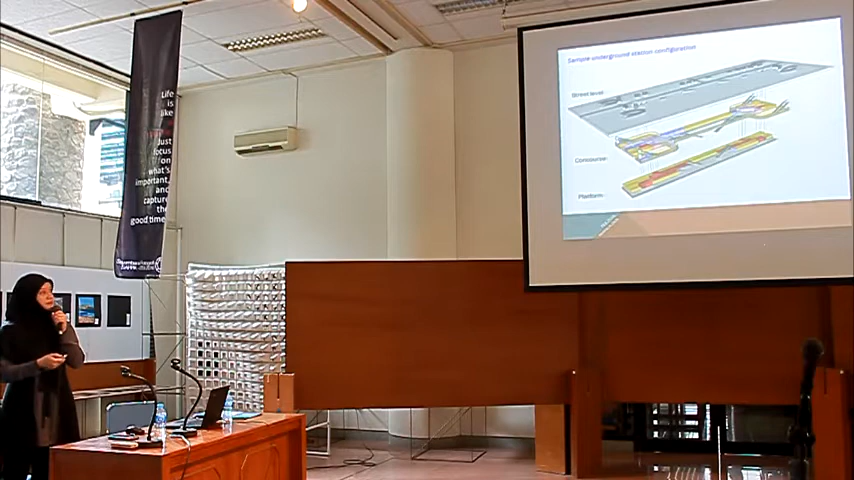 Life
is
like
Just
focus
on
what's
important,
and
capture
the
good time
Sample underground station configuration
Street level
Concourse
Platform